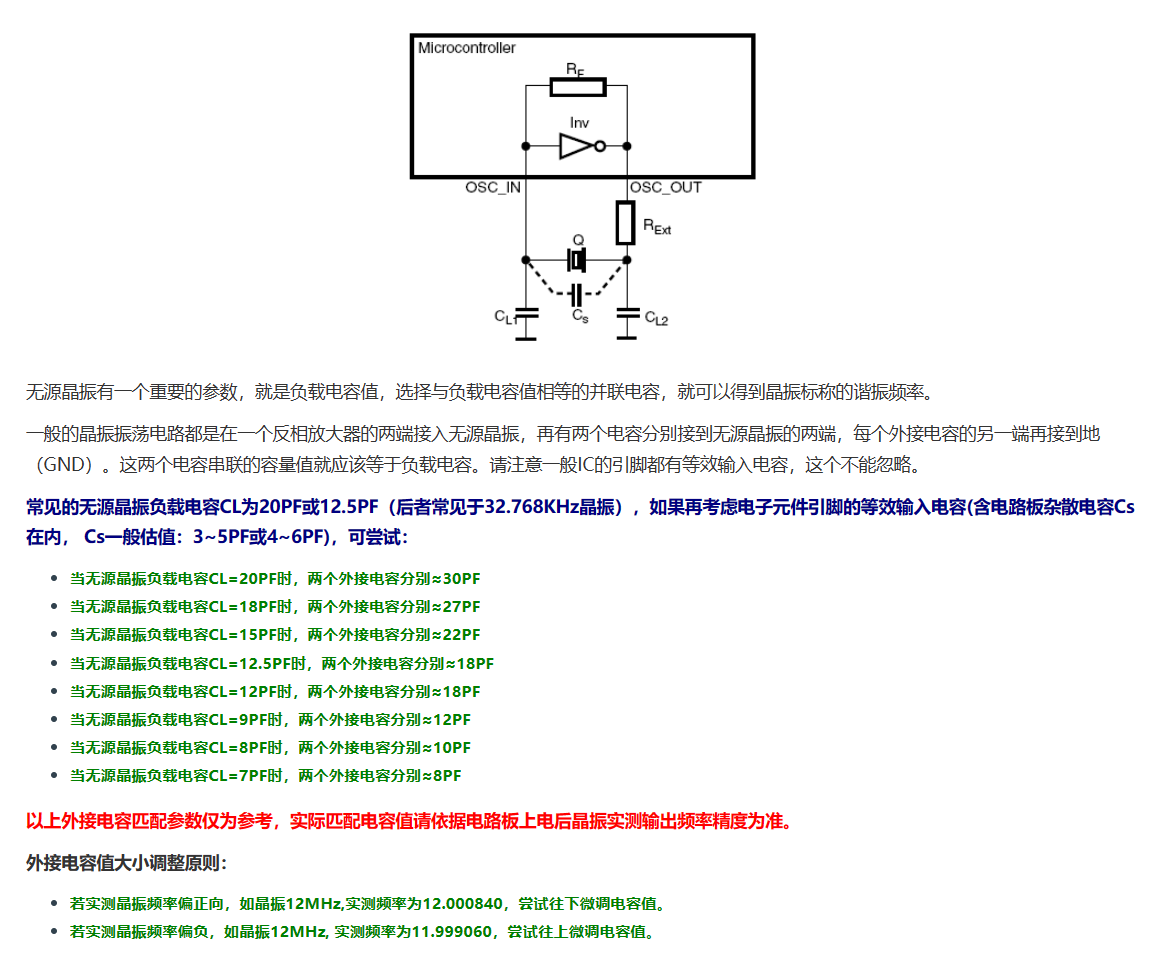 Microcontroller
RF
Inv
OSC_IN
OSC_OUT
RExt
Q
CL1
Cs
CL2
无源晶振有一个重要的参数，就是负载电容值，选择与负载电容值相等的并联电容，就可以得到晶振标称的谐振频率。
一般的晶振振荡电路都是在一个反相放大器的两端接入无源晶振，再有两个电容分别接到无源晶振的两端，每个外接电容的另一端再接到地
（GND）。这两个电容串联的容量值就应该等于负载电容。请注意一般IC的引脚都有等效输入电容，这个不能忽略。
常见的无源晶振负载电容CL为20PF或12.5PF（后者常见于32.768KHz晶振），如果再考虑电子元件引脚的等效输入电容(含电路板杂散电容Cs
在内， Cs一般估值：3~5PF或4~6PF)，可尝试：
• 当无源晶振负载电容CL=20PF时，两个外接电容分别≈30PF
• 当无源晶振负载电容CL=18PF时，两个外接电容分别≈27PF
• 当无源晶振负载电容CL=15PF时，两个外接电容分别≈22PF
• 当无源晶振负载电容CL=12.5PF时，两个外接电容分别≈18PF
• 当无源晶振负载电容CL=12PF时，两个外接电容分别≈18PF
• 当无源晶振负载电容CL=9PF时，两个外接电容分别≈12PF
• 当无源晶振负载电容CL=8PF时，两个外接电容分别≈10PF
• 当无源晶振负载电容CL=7PF时，两个外接电容分别≈8PF
以上外接电容匹配参数仅为参考，实际匹配电容值请依据电路板上电后晶振实测输出频率精度为准。
外接电容值大小调整原则：
• 若实测晶振频率偏正向，如晶振12MHz,实测频率为12.000840，尝试往下微调电容值。
• 若实测晶振频率偏负，如晶振12MHz, 实测频率为11.999060，尝试往上微调电容值。